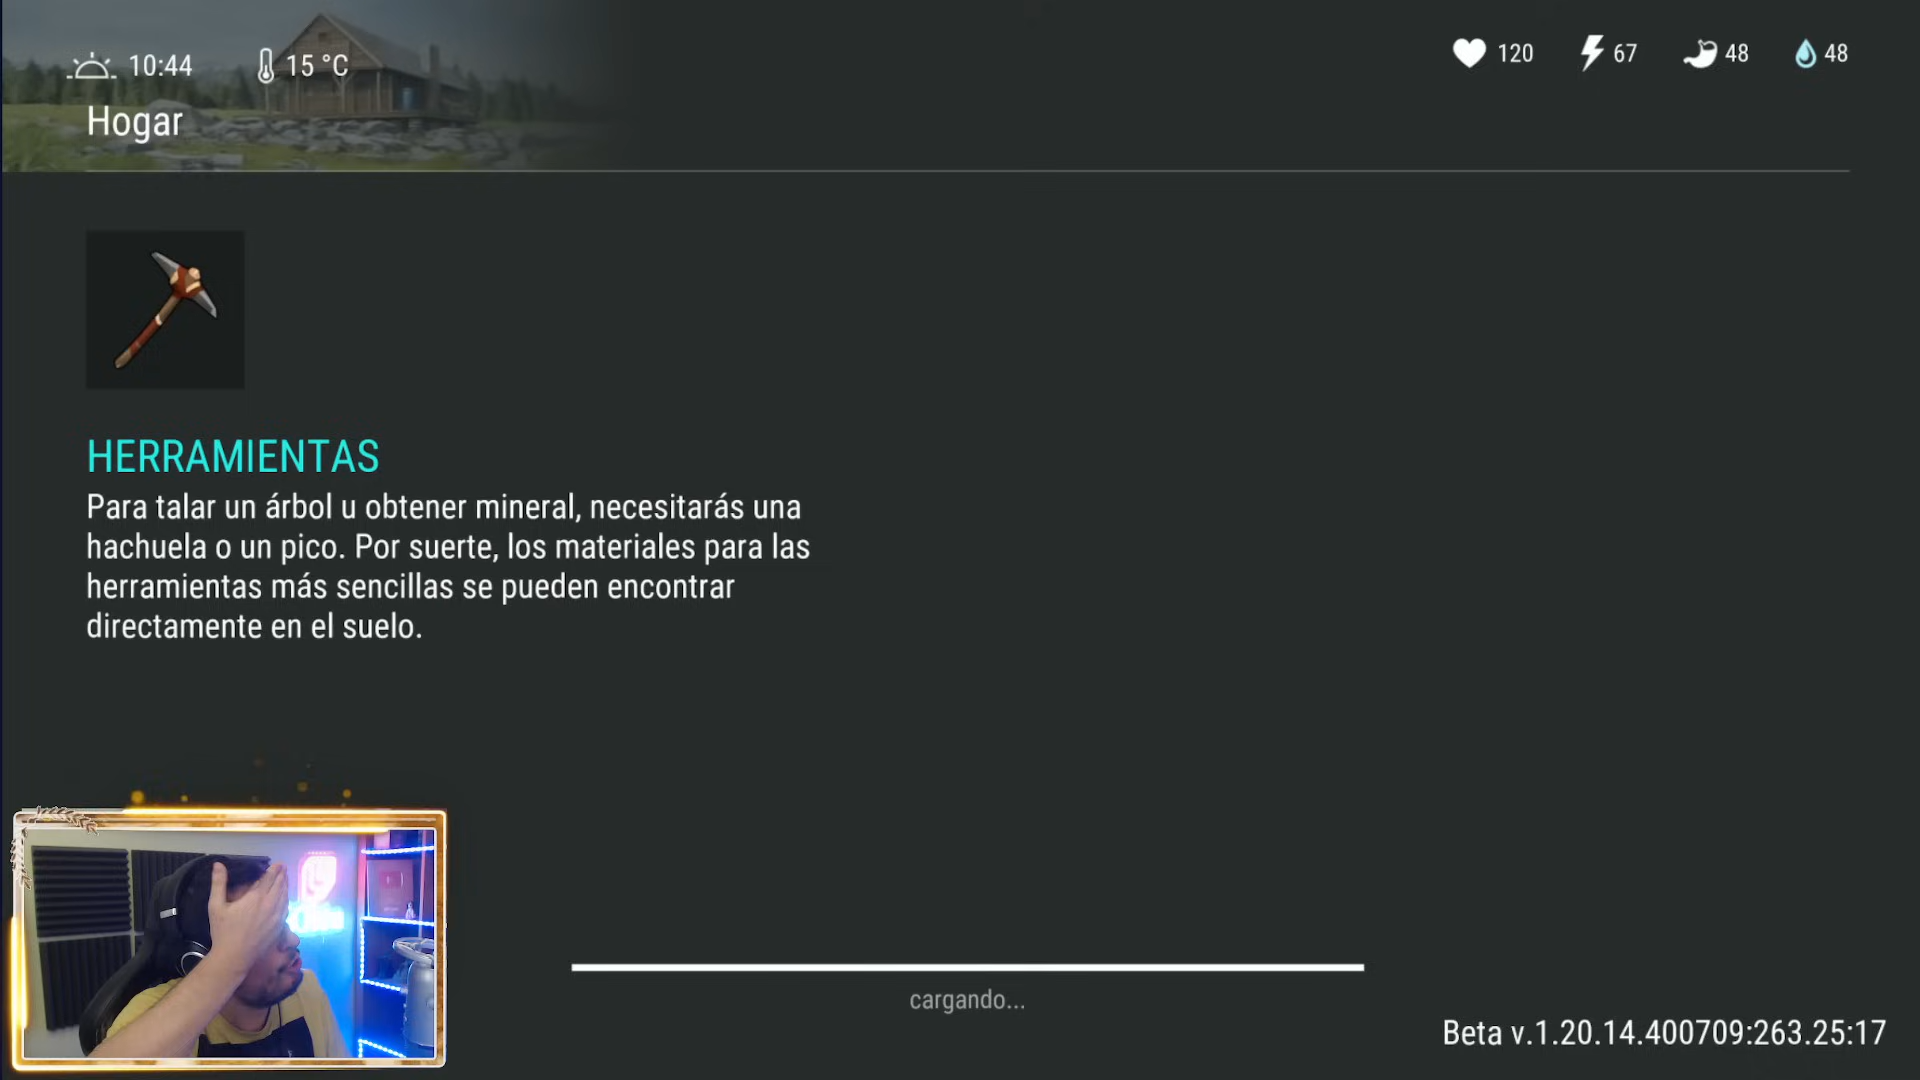 10:44
15 °C
120
67
48
48
Hogar
HERRAMIENTAS
Para talar un árbol u obtener mineral, necesitarás una
hachuela o un pico. Por suerte, los materiales para las
herramientas más sencillas se pueden encontrar
directamente en el suelo.
cargando...
Beta v.1.20.14.400709:263.25:17